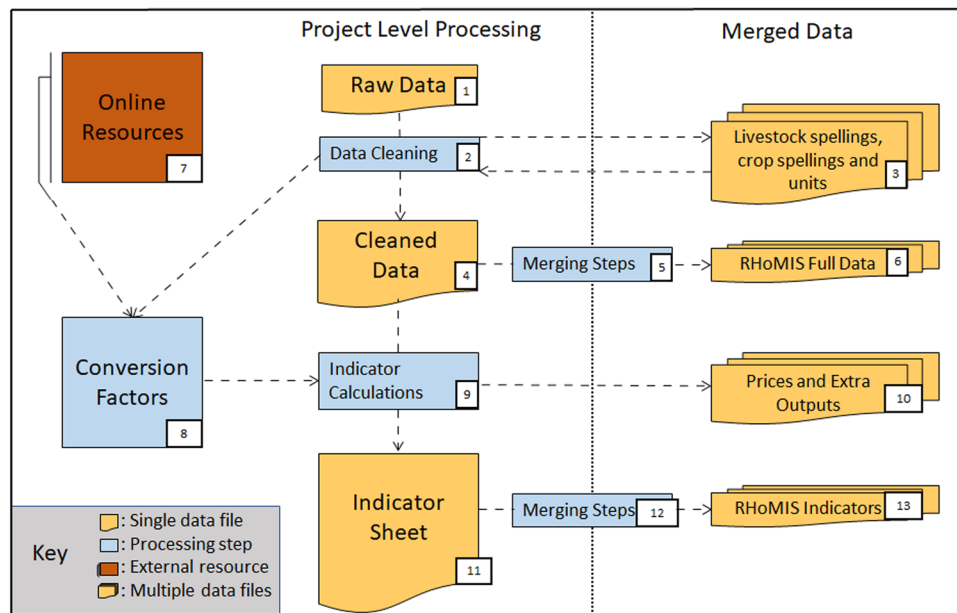 Project Level Processing
Merged Data
Online
Resources
7
Raw Data
1
Data Cleaning
2
Livestock spellings,
crop spellings and
units
3
Cleaned
Data
4
Merging Steps
5
RHoMIS Full Data
6
Conversion
Factors
8
Indicator
Calculations
9
Prices and Extra
Outputs
10
Indicator
Sheet
11
Merging Steps
12
RHoMIS Indicators
13
Key
: Single data file
: Processing step
: External resource
: Multiple data files